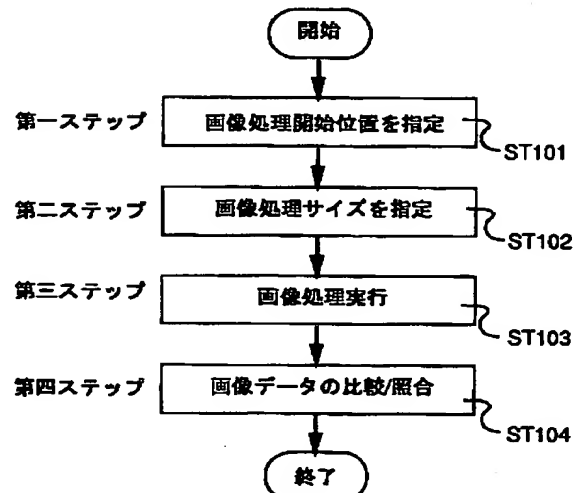 開始
第一ステップ 画像処理開始位置を指定
ST101
第二ステップ 画像処理サイズを指定
ST102
第三ステップ 画像処理実行
ST103
第四ステップ 画像データの比較/照合
ST104
終了